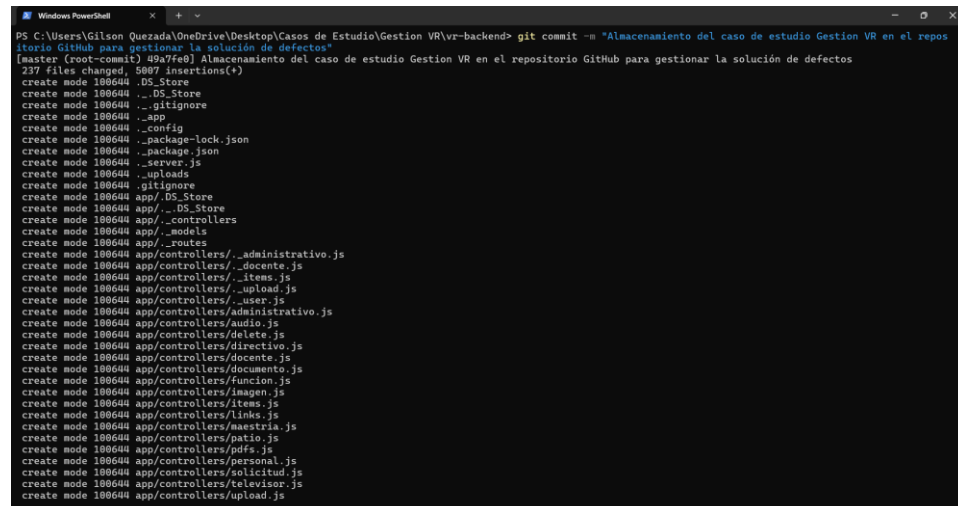 Windows PowerShell
PS C:\Users\Gilson Quezada\OneDrive\Desktop\Casos de Estudio\Gestion VR\vr-backend> git commit -m "Almacenamiento del caso de estudio Gestion VR en el repos
itorio GitHub para gestionar la solución de defectos"
[master (root-commit) 49a7fe0] Almacenamiento del caso de estudio Gestion VR en el repositorio GitHub para gestionar la solución de defectos
237 files changed, 5007 insertions(+)
create mode 100644 .DS_Store
create mode 100644 ._.DS_Store
create mode 100644 ._.gitignore
create mode 100644 ._app
create mode 100644 ._config
create mode 100644 ._package-lock.json
create mode 100644 ._package.json
create mode 100644 ._server.js
create mode 100644 ._uploads
create mode 100644 .gitignore
create mode 100644 app/.DS_Store
create mode 100644 app/._.DS_Store
create mode 100644 app/._controllers
create mode 100644 app/._models
create mode 100644 app/._routes
create mode 100644 app/controllers/._administrativo.js
create mode 100644 app/controllers/._docente.js
create mode 100644 app/controllers/._items.js
create mode 100644 app/controllers/._upload.js
create mode 100644 app/controllers/._user.js
create mode 100644 app/controllers/administrativo.js
create mode 100644 app/controllers/audio.js
create mode 100644 app/controllers/delete.js
create mode 100644 app/controllers/directivo.js
create mode 100644 app/controllers/docente.js
create mode 100644 app/controllers/documento.js
create mode 100644 app/controllers/funcion.js
create mode 100644 app/controllers/imagen.js
create mode 100644 app/controllers/items.js
create mode 100644 app/controllers/links.js
create mode 100644 app/controllers/maestria.js
create mode 100644 app/controllers/patio.js
create mode 100644 app/controllers/pdfs.js
create mode 100644 app/controllers/personal.js
create mode 100644 app/controllers/solicitud.js
create mode 100644 app/controllers/televisor.js
create mode 100644 app/controllers/upload.js